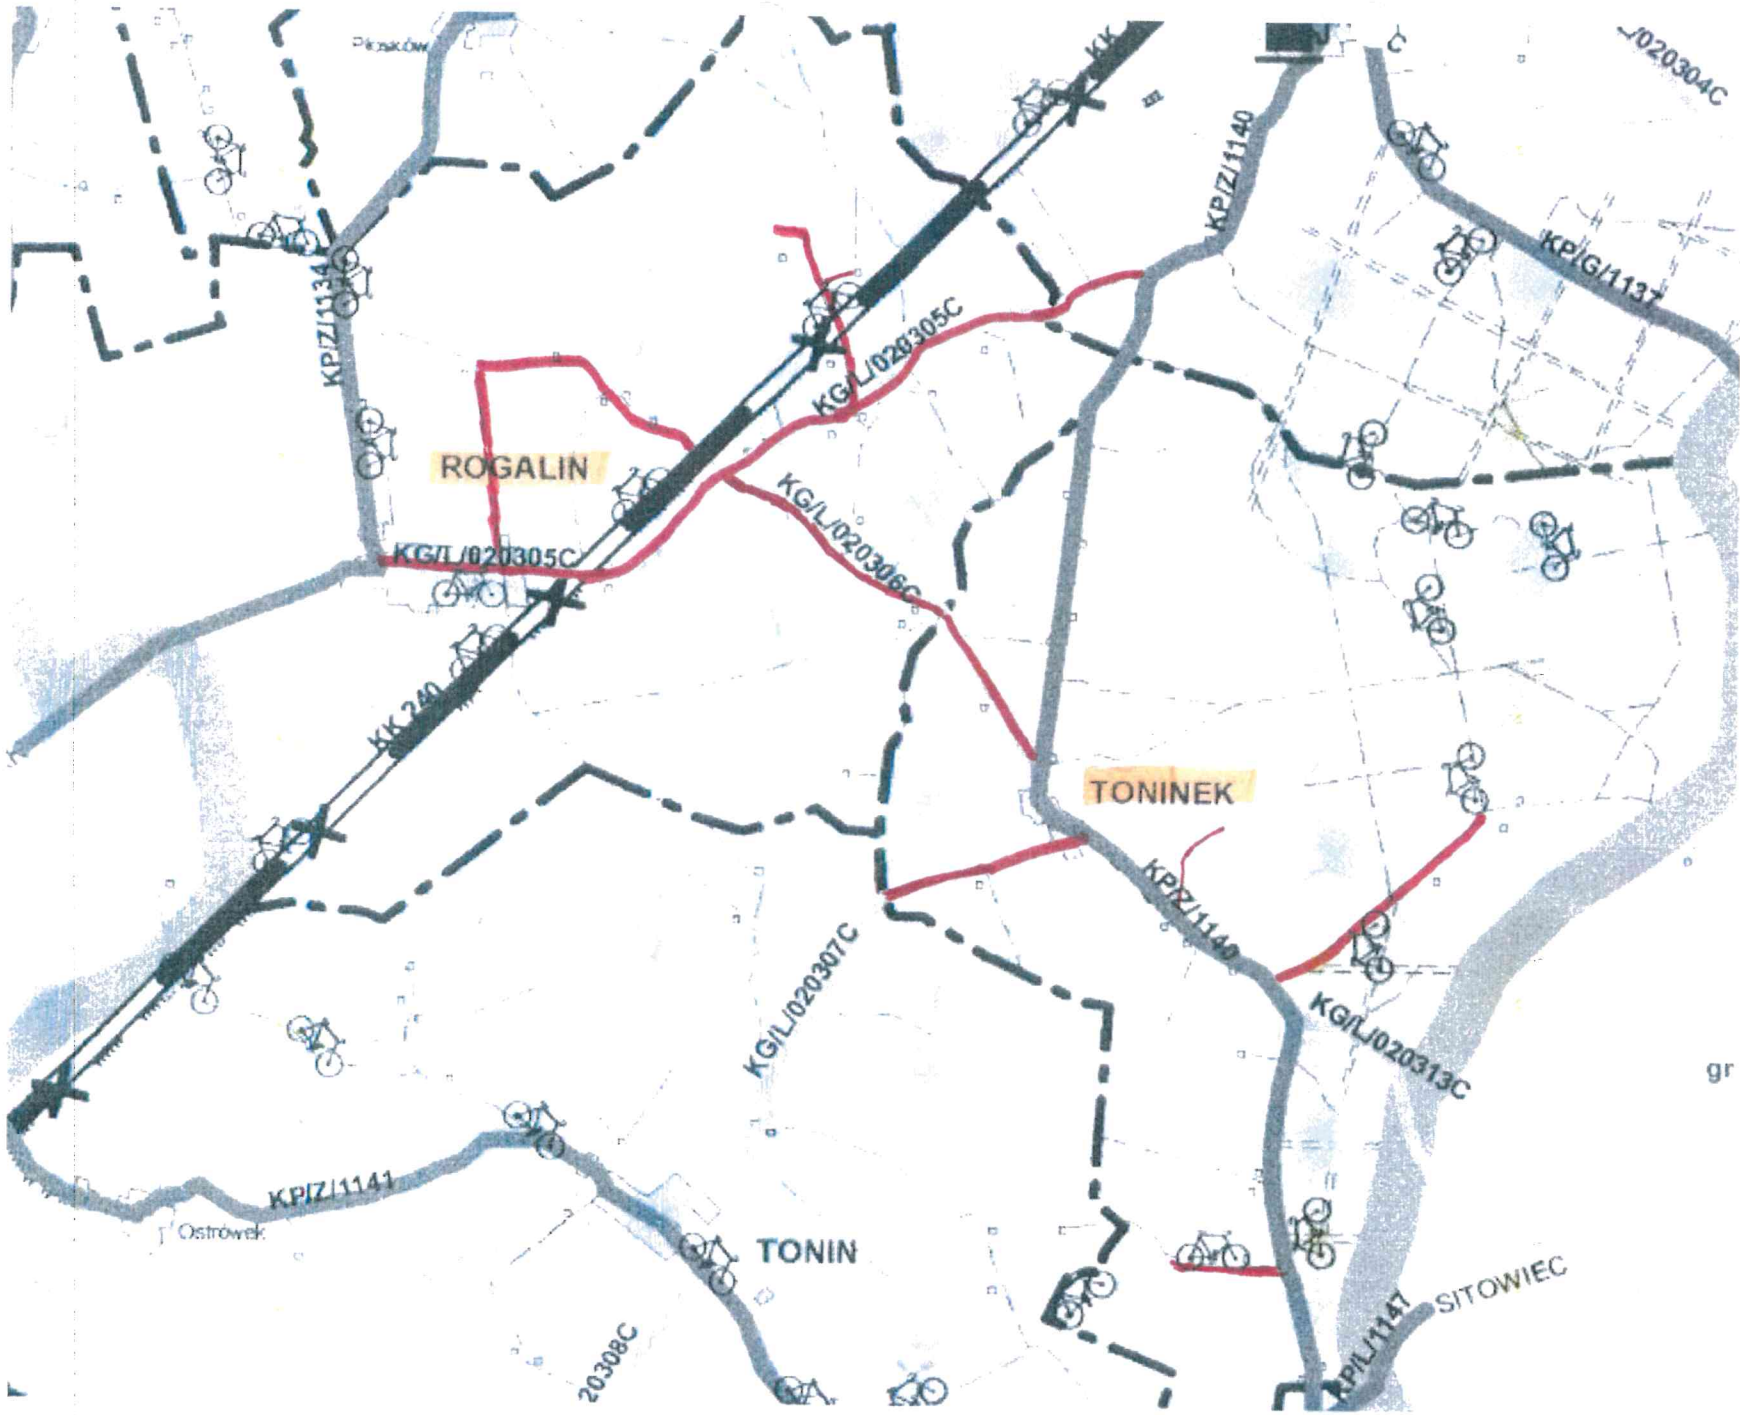 Płosków
KK
C
/020304C
KP/Z/1140
KP/G/1137
KP/Z/1134
KG/L/020305C
ROGALIN
KG/L/020306C
KG/L/020305C
KK 240
TONINEK
KP/Z/1140
KG/L/020307C
KG/L/020313C
gr
KP/Z/1141
Ostrówek
TONIN
SITOWIEC
KP/L/1147
20308C